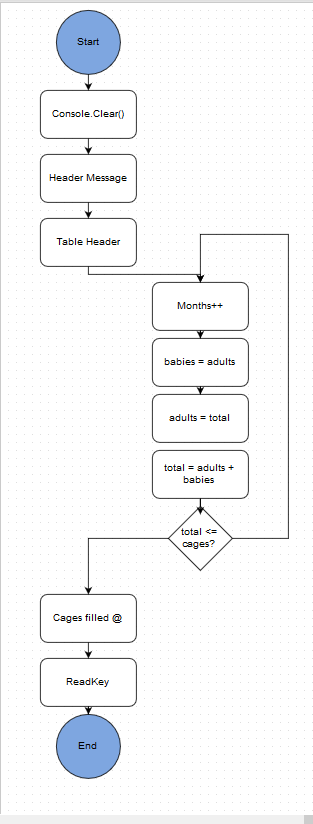 Start
Console.Clear()
Header Message
Table Header
Months++
babies = adults
adults = total
total = adults +
babies
total <=
cages?
Cages filled @
ReadKey
End